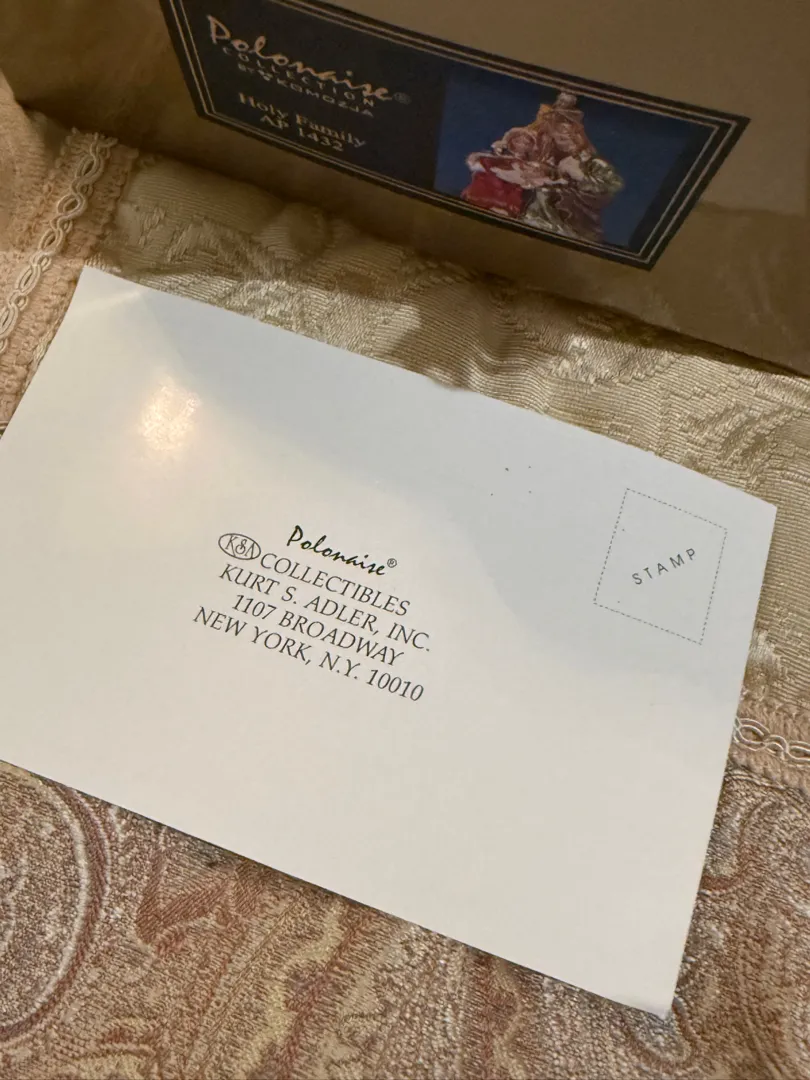 Polonaise®
COLLECTION
BY KOMOZJA
Holy Family
AP 1432
Polonaise®
KSA COLLECTIBLES
KURT S. ADLER, INC.
1107 BROADWAY
NEW YORK, N.Y. 10010
STAMP